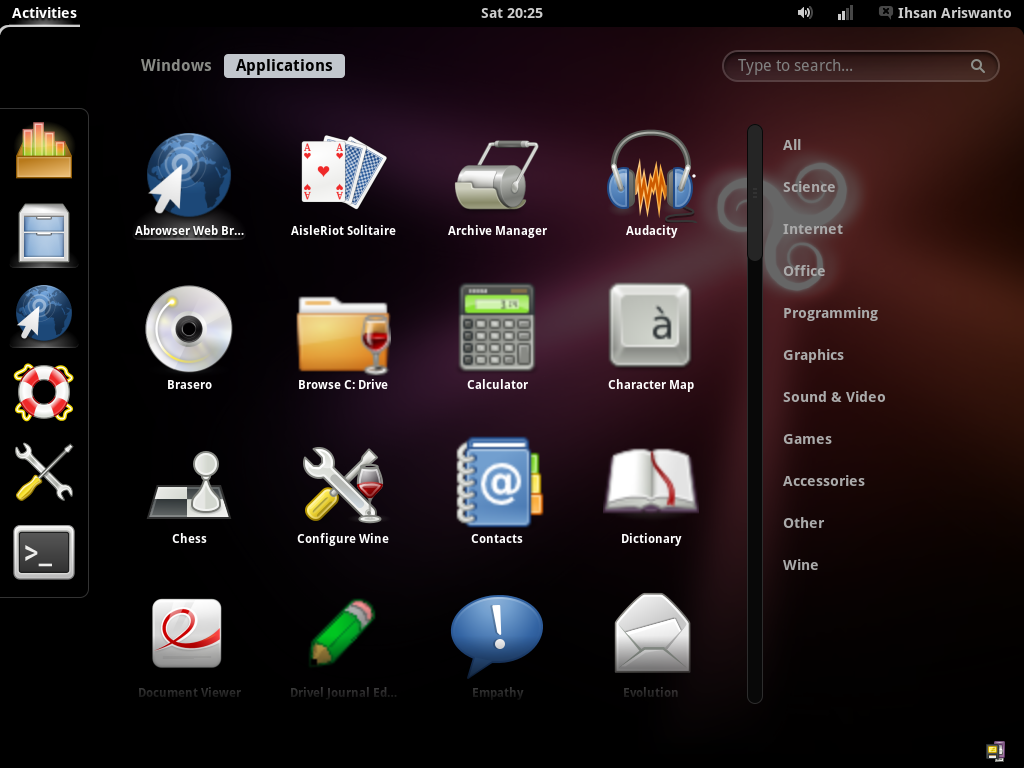 Activities
Sat 20:25
Ihsan Ariswanto
Windows
Applications
Type to search...
Abrowser Web Br...
AisleRiot Solitaire
Archive Manager
Audacity
Brasero
Browse C: Drive
Calculator
Character Map
Chess
Configure Wine
Contacts
Dictionary
Document Viewer
Drivel Journal Ed...
Empathy
Evolution
All
Science
Internet
Office
Programming
Graphics
Sound & Video
Games
Accessories
Other
Wine